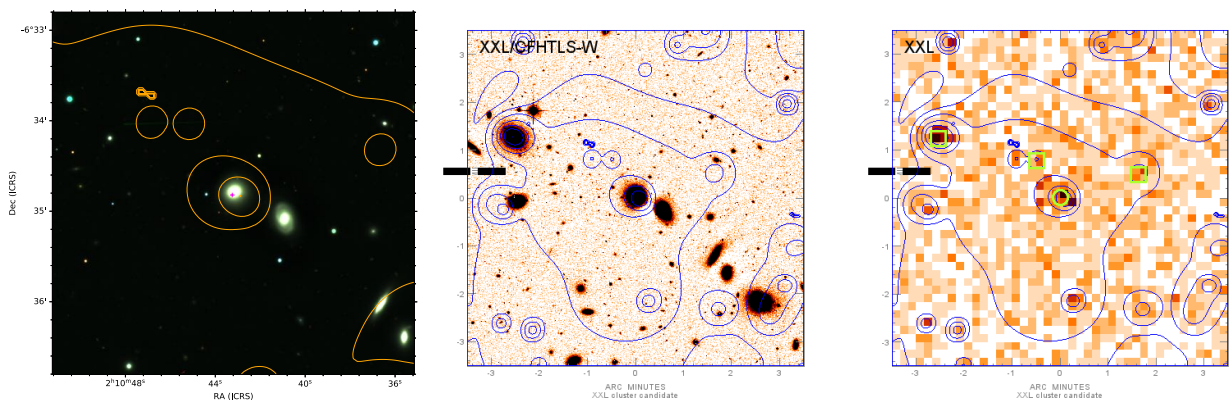 -6°33'
34'
35'
36'
Dec (ICRS)
2ʰ10ᵐ48ˢ
44ˢ
40ˢ
36ˢ
RA (ICRS)
XXL/CFHTLS-W
3
2
1
0
-1
-2
-3
-3
-2
-1
0
1
2
3
ARC MINUTES
XXL cluster candidate
XXL
3
2
1
0
-1
-2
-3
-3
-2
-1
0
1
2
3
ARC MINUTES
XXL cluster candidate